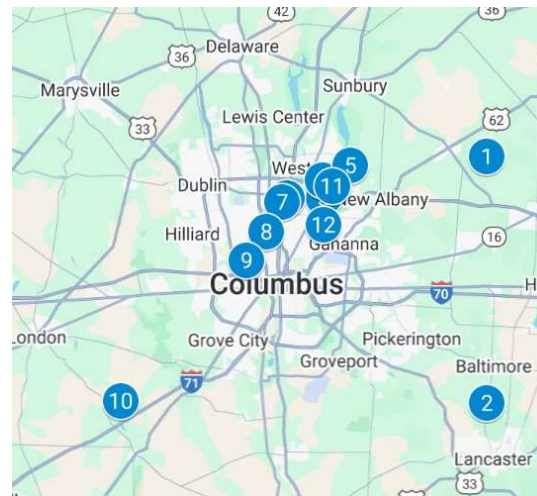 42
36
Delaware
36
Marysville
Sunbury
Lewis Center
62
33
West
5
1
Dublin
11
7
New Albany
12
8
Hilliard
Gahanna
16
9
Columbus
70
H
London
Grove City
Pickerington
Groveport
71
Baltimore
10
2
Lancaster
33